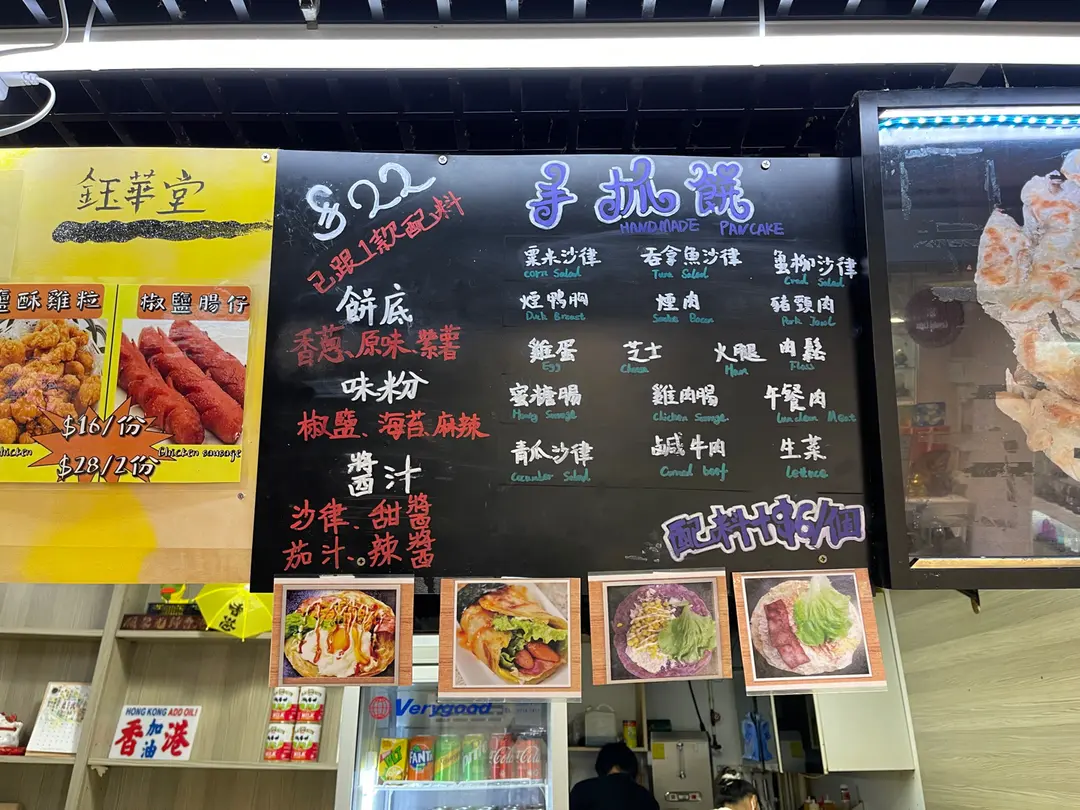 鈺華堂
鹽酥雞粒
椒鹽腸仔
$16/份
$28/2份
chicken
Chicken sausage
$22
已跟1款配料
餅底
香蔥、原味、紫薯
味粉
椒鹽、海苔、麻辣
醬汁
沙律、甜醬
茄汁、辣醬
手抓餅
HANDMADE PANCAKE
粟米沙律 吞拿魚沙律 蟹柳沙律
Corn Salad Tuna Salad Crad Salad
煙鴨胸 煙肉 豬頸肉
Duk Breast Smoke Bacon Pork Jowl
雞蛋 芝士 火腿 肉鬆
Egg Cheese Ham Floss
蜜糖腸 雞肉腸 午餐肉
Honey Sausage Chicken Sausage Luncheon Meat
青瓜沙律 鹹牛肉 生菜
Cucumber Salad Corned beef Lettuce
配料+$6/個
HONG KONG ADD OIL!
香加油港
Verygood
FANTA